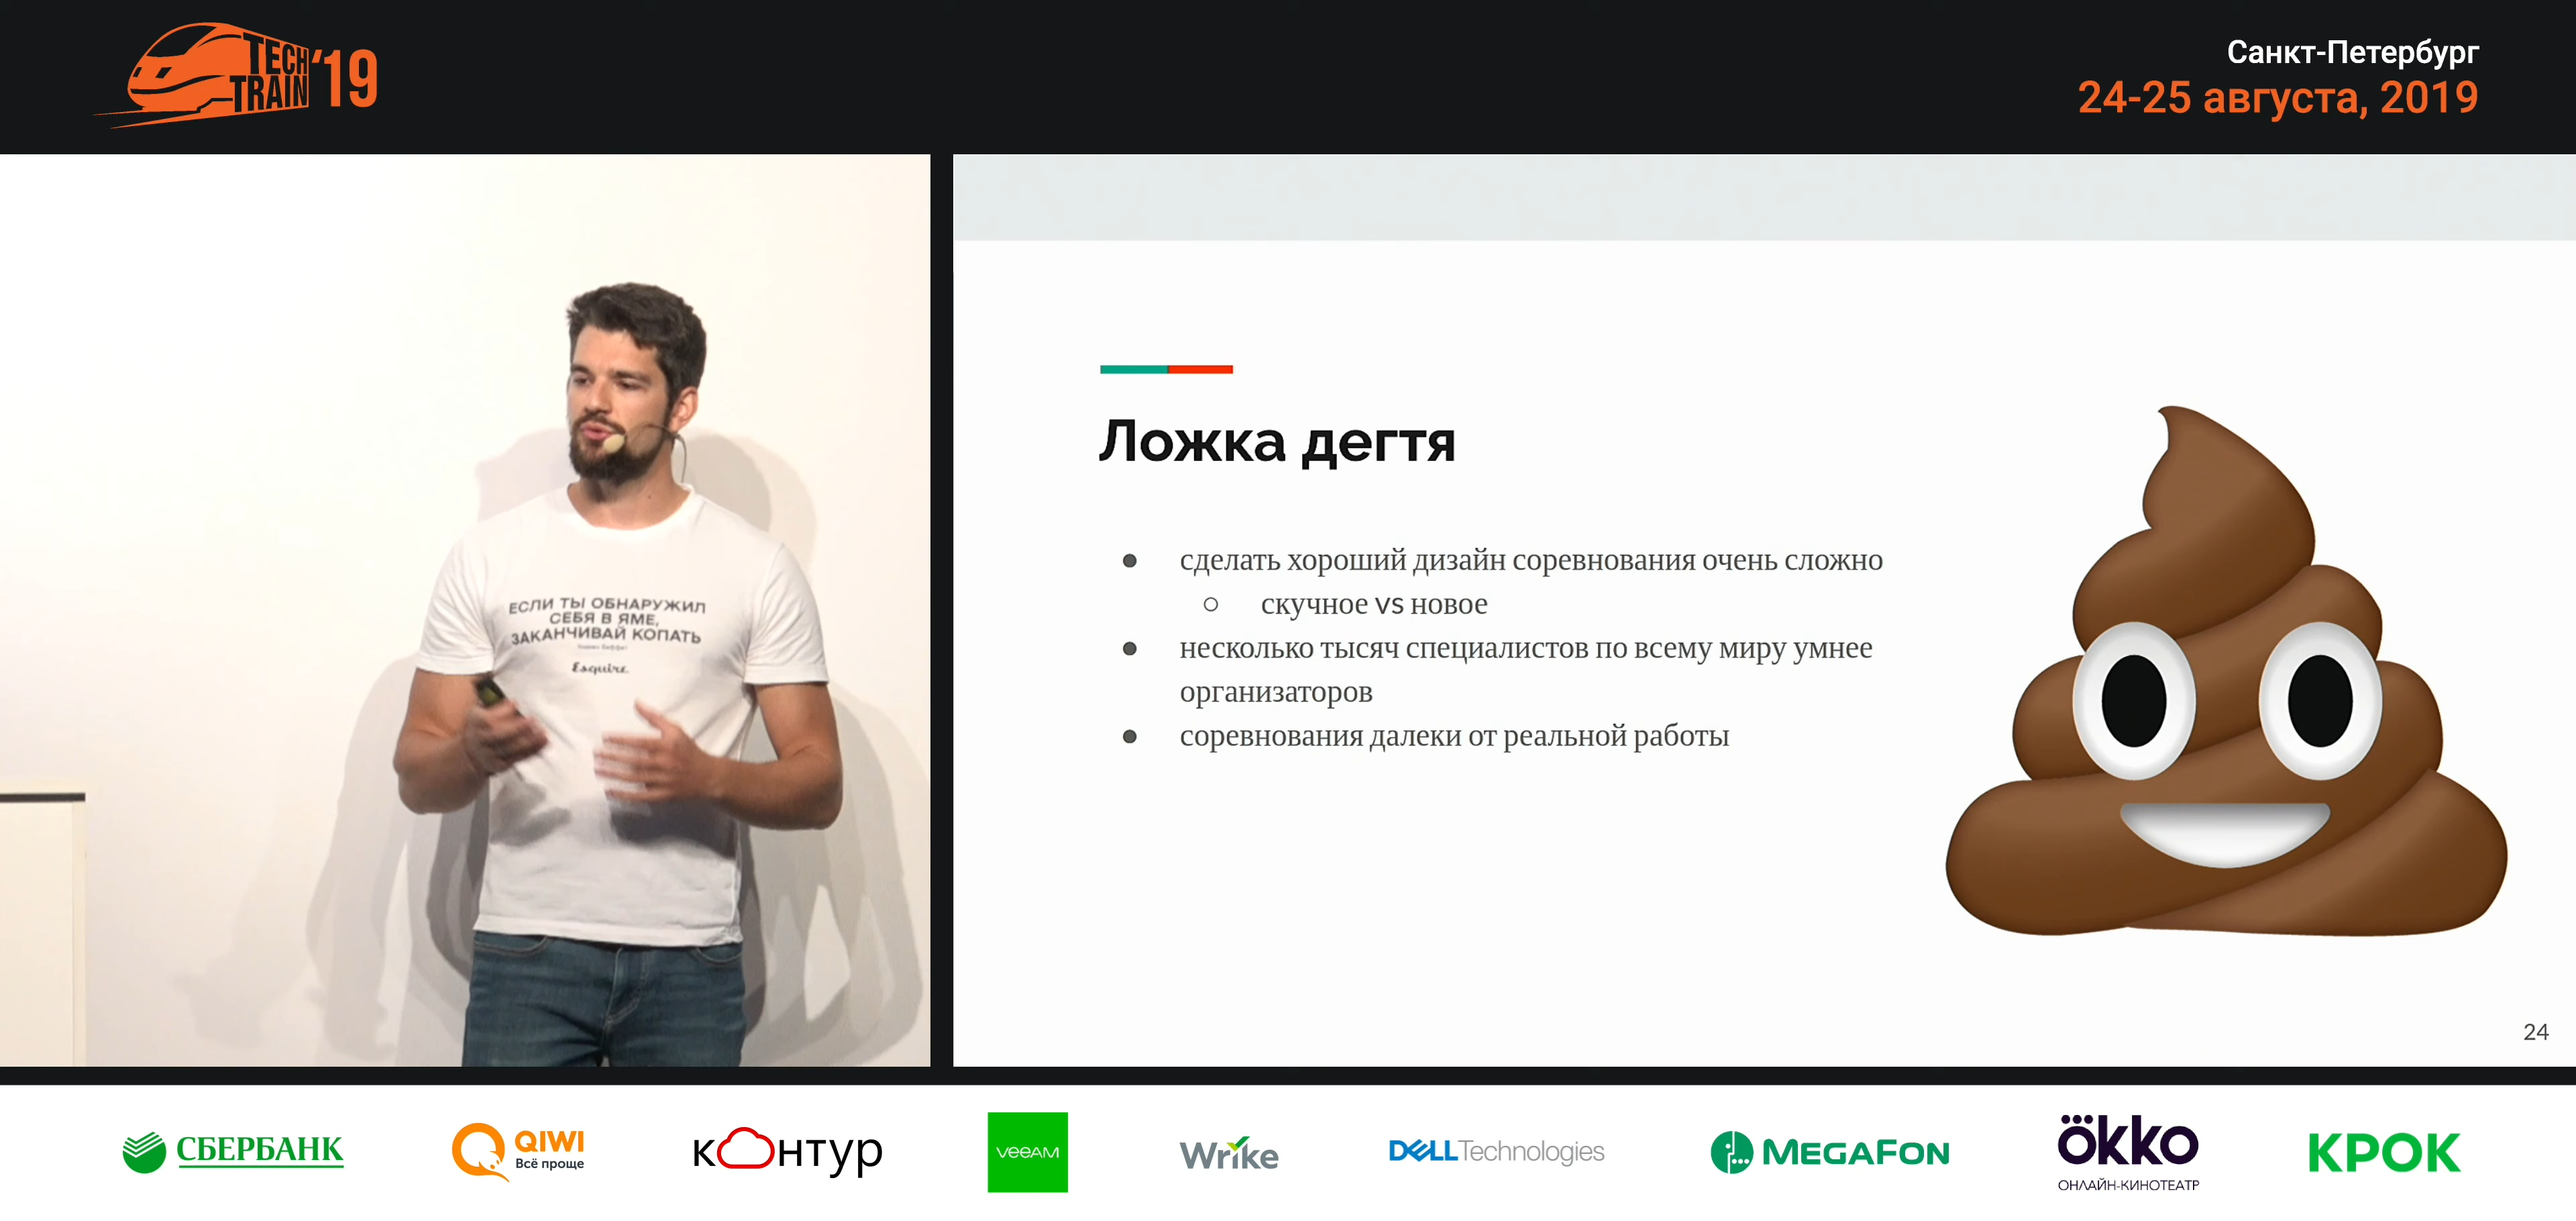 TECH
TRAIN'19
Санкт-Петербург
24-25 августа, 2019
ЕСЛИ ТЫ ОБНАРУЖИЛ
СЕБЯ В ЯМЕ,
ЗАКАНЧИВАЙ КОПАТЬ
Esquire
Ложка дегтя
сделать хороший дизайн соревнования очень сложно
скучное vs новое
несколько тысяч специалистов по всему миру умнее
организаторов
соревнования далеки от реальной работы
24
СБЕРБАНК
QIWI
Всё проще
контур
veeAM
Wrike
DELL Technologies
MEGAFON
ökko
ОНЛАЙН-КИНОТЕАТР
КРОК